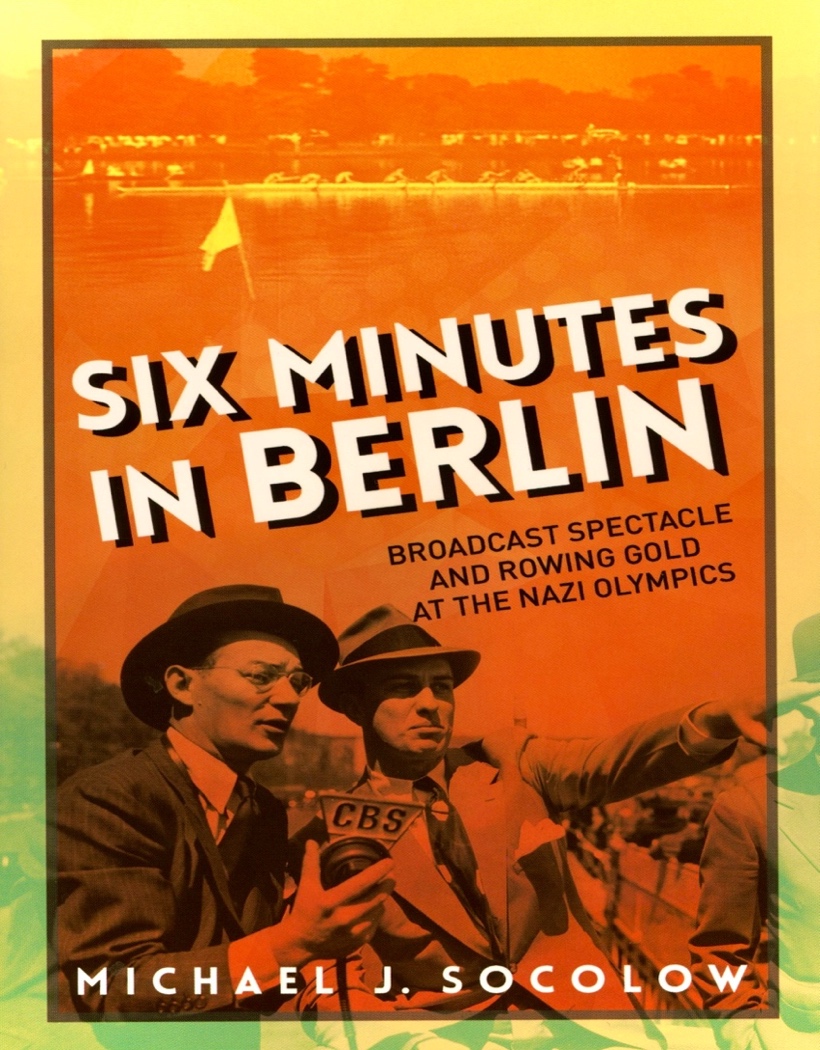 SIX MINUTES
IN BERLIN
BROADCAST SPECTACLE
AND ROWING GOLD
AT THE NAZI OLYMPICS
CBS
MICHAEL J. SOCOLOW